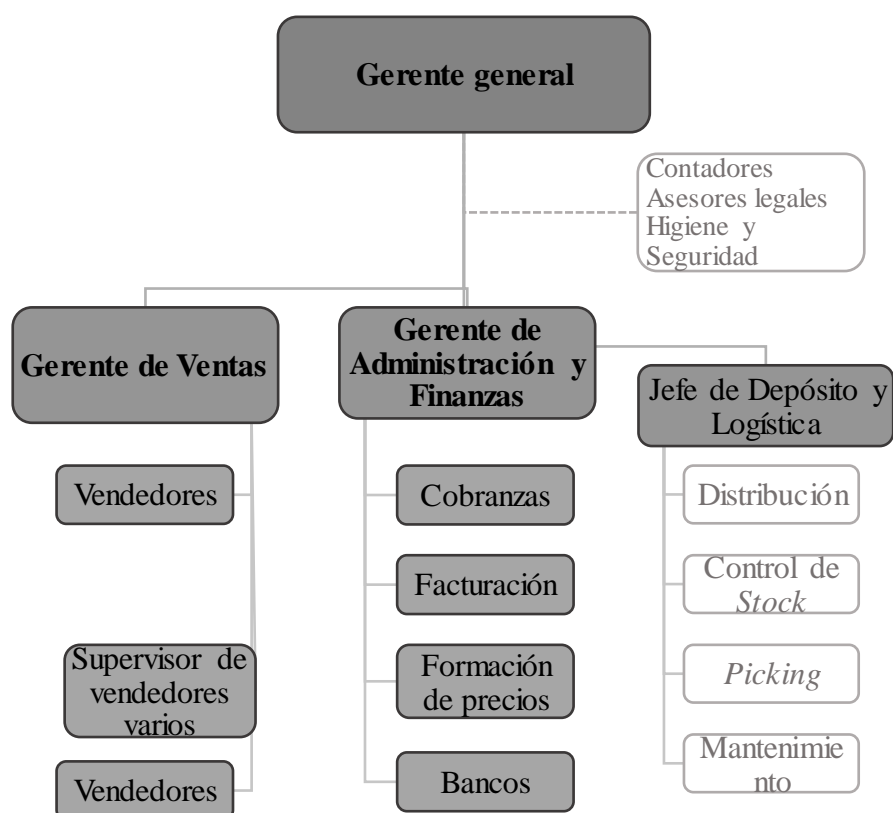 Gerente general
Contadores
Asesores legales
Higiene y
Seguridad
Gerente de Ventas
Gerente de
Administración y
Finanzas
Jefe de Depósito y
Logística
Vendedores
Supervisor de
vendedores
varios
Vendedores
Cobranzas
Facturación
Formación
de precios
Bancos
Distribución
Control de
Stock
Picking
Mantenimie
nto